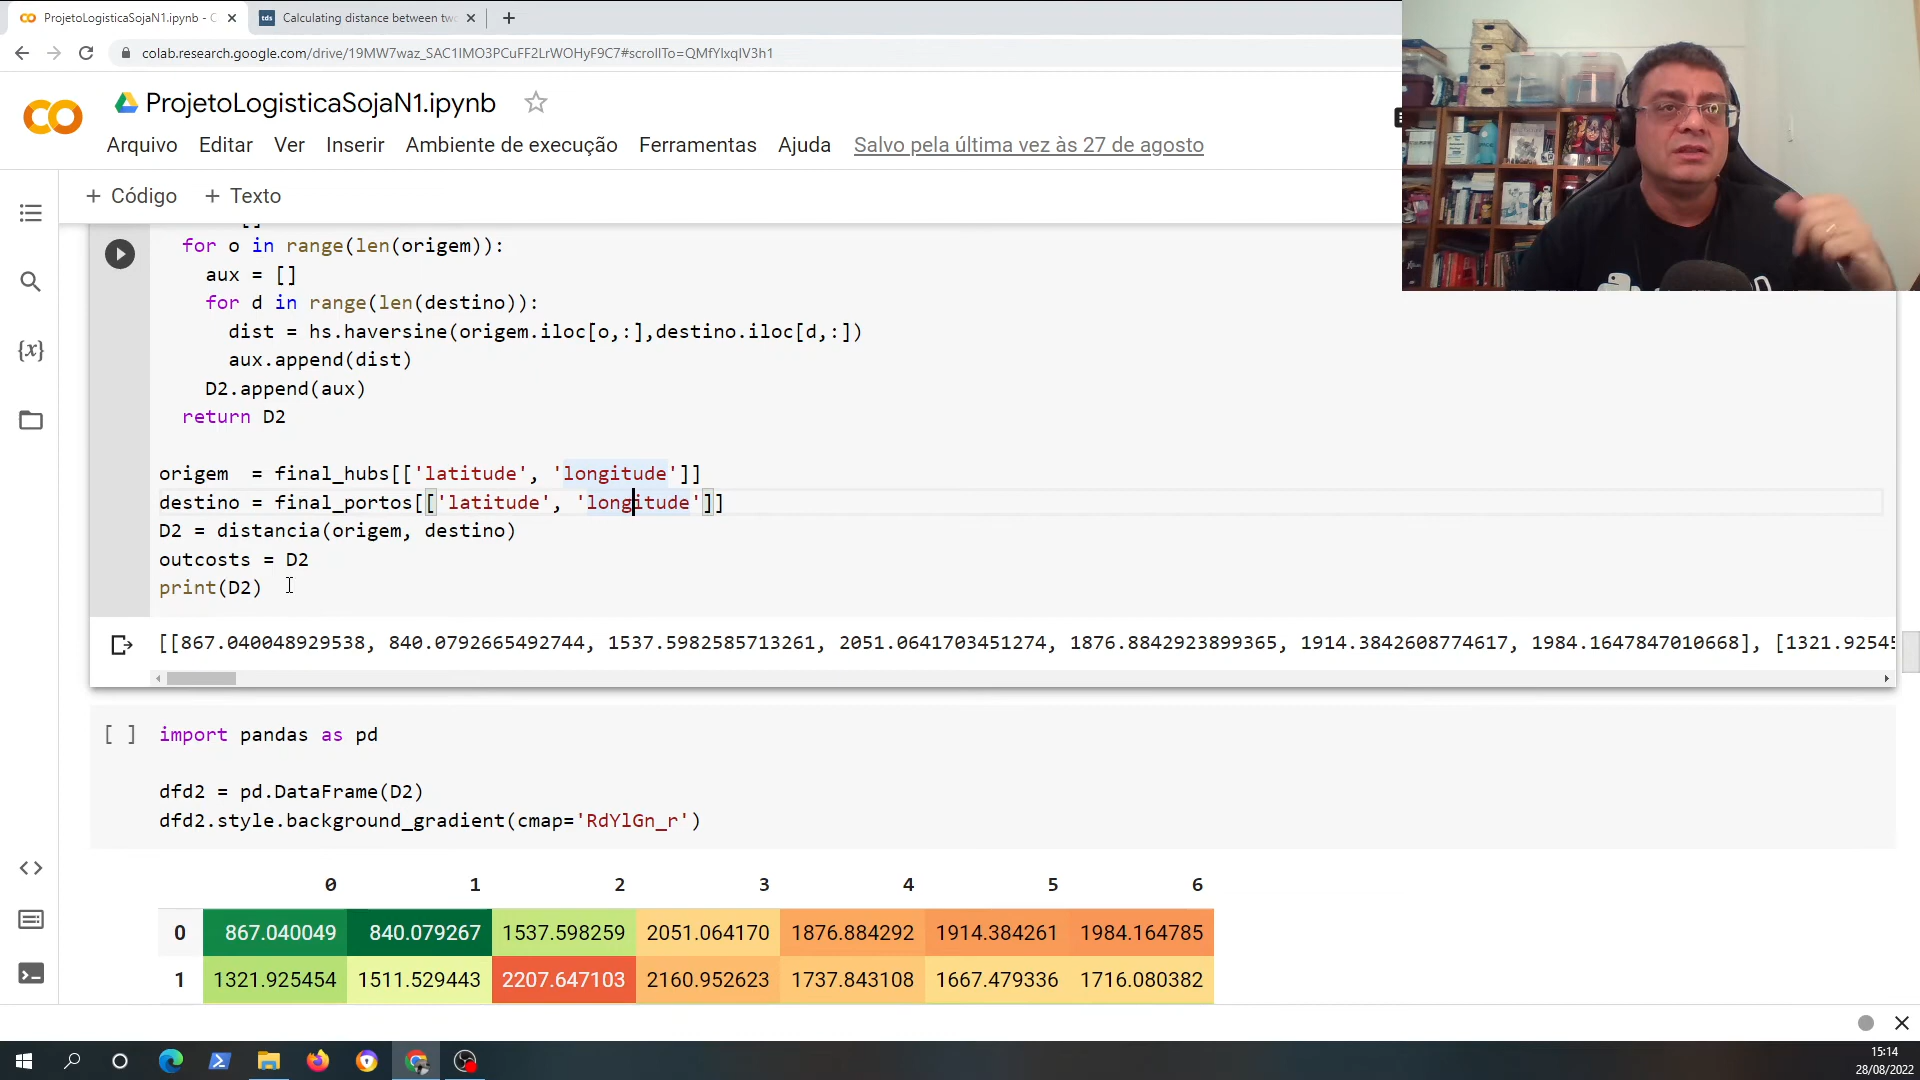 ProjetoLogisticaSojaN1.ipynb - C
tds Calculating distance between two
colab.research.google.com/drive/19MW7waz_SAC1IMO3PCuFF2LrWOHyF9C7#scrollTo=QMfYIxqIV3h1
ProjetoLogisticaSojaN1.ipynb
Arquivo Editar Ver Inserir Ambiente de execução Ferramentas Ajuda Salvo pela última vez às 27 de agosto
+ Código + Texto
for o in range(len(origem)):
aux = []
for d in range(len(destino)):
dist = hs.haversine(origem.iloc[o,:],destino.iloc[d,:])
aux.append(dist)
D2.append(aux)
return D2
origem  = final_hubs[['latitude', 'longitude']]
destino = final_portos[['latitude', 'longitude']]
D2 = distancia(origem, destino)
outcosts = D2
print(D2)
[[867.040048929538, 840.0792665492744, 1537.5982585713261, 2051.0641703451274, 1876.8842923899365, 1914.3842608774617, 1984.1647847010668], [1321.92545
[ ] import pandas as pd
dfd2 = pd.DataFrame(D2)
dfd2.style.background_gradient(cmap='RdYlGn_r')
0 1 2 3 4 5 6
0 867.040049 840.079267 1537.598259 2051.064170 1876.884292 1914.384261 1984.164785
1 1321.925454 1511.529443 2207.647103 2160.952623 1737.843108 1667.479336 1716.080382
15:14
28/08/2022